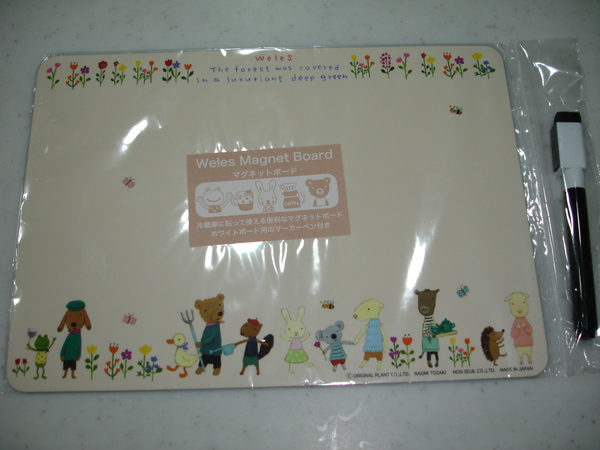 Weles
The forest was covered
in a luxuriant deep green
Weles Magnet Board
マグネットボード
coffee
冷蔵庫に貼って使える便利なマグネットボード
ホワイトボード用のマーカーペン付き
© ORIGINAL PLANT CO.,LTD. NAOMI TOZAKI MON SEUIL CO.,LTD. MADE IN JAPAN